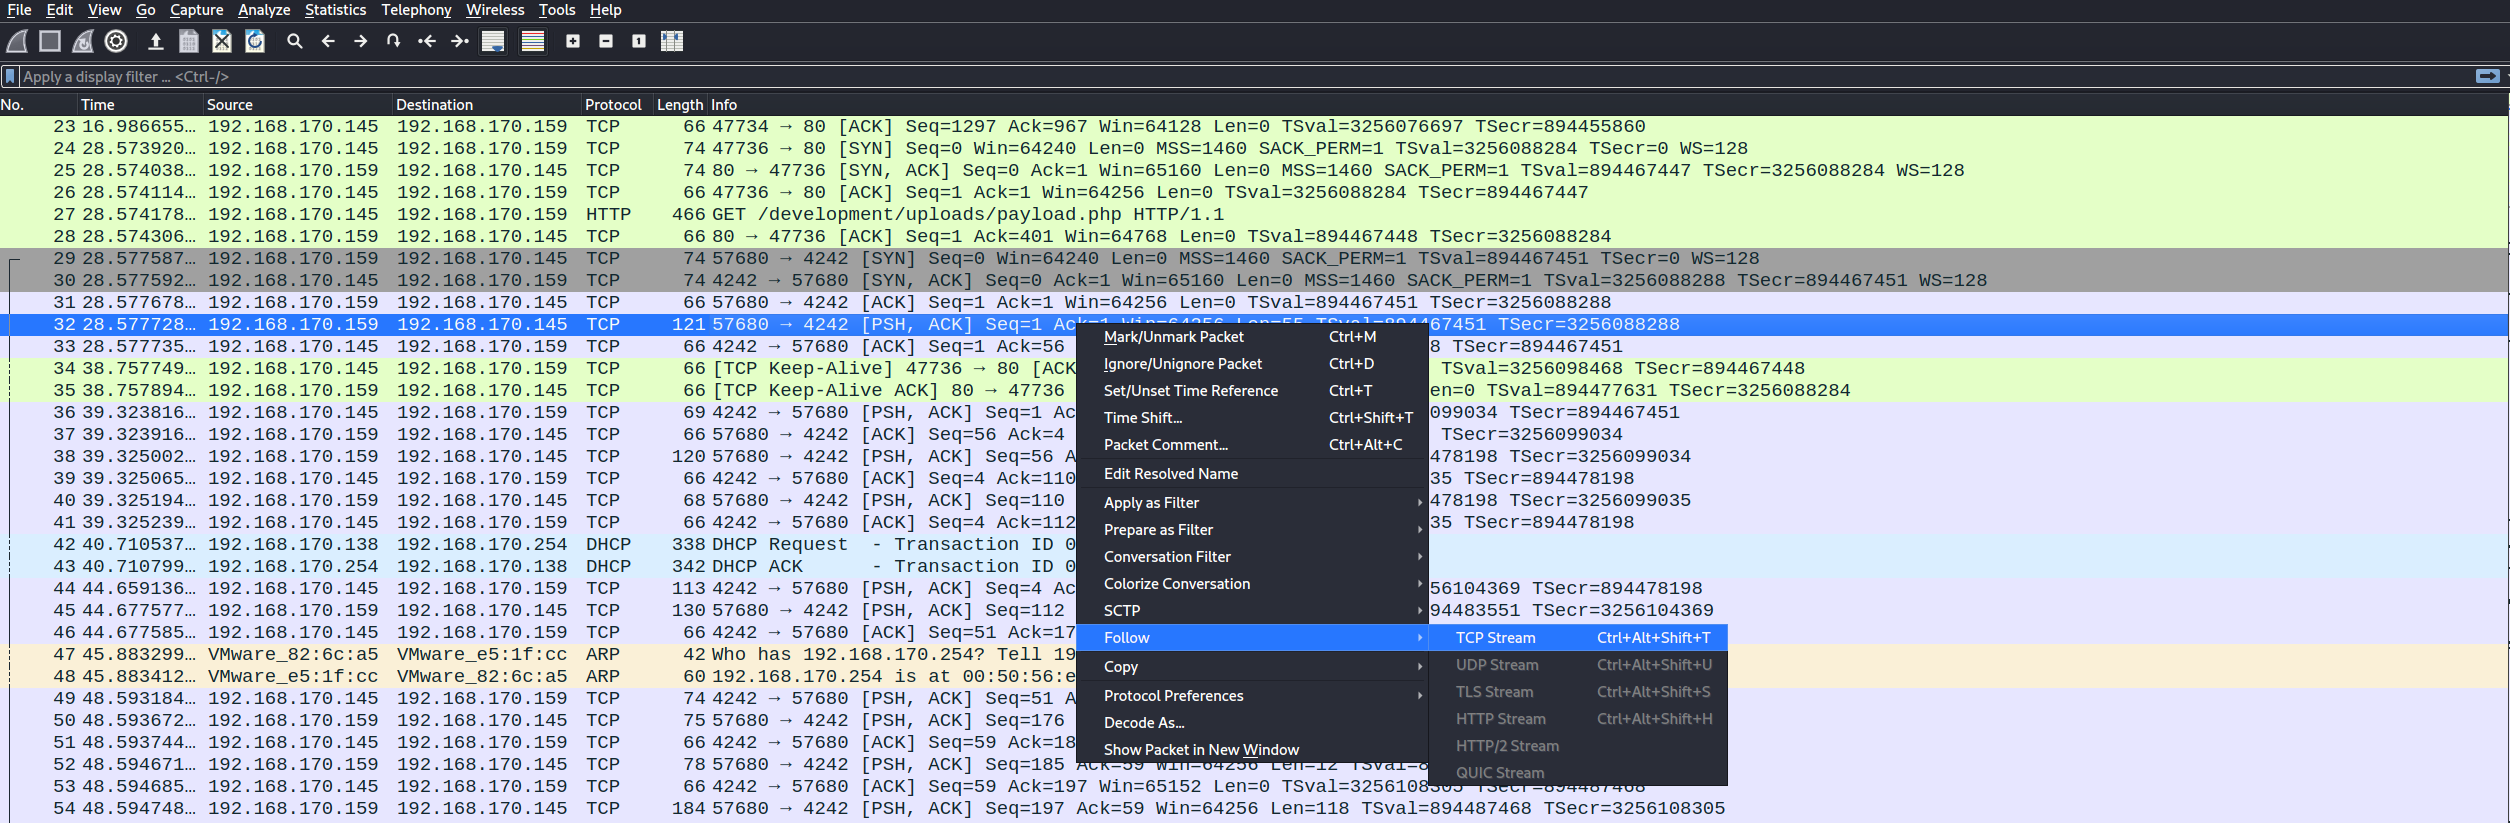 File Edit View Go Capture Analyze Statistics Telephony Wireless Tools Help
Apply a display filter ... <Ctrl-/>
No. Time Source Destination Protocol Length Info
23 16.986655… 192.168.170.145 192.168.170.159 TCP 66 47734 → 80 [ACK] Seq=1297 Ack=967 Win=64128 Len=0 TSval=3256076697 TSecr=894455860
24 28.573920… 192.168.170.145 192.168.170.159 TCP 74 47736 → 80 [SYN] Seq=0 Win=64240 Len=0 MSS=1460 SACK_PERM=1 TSval=3256088284 TSecr=0 WS=128
25 28.574038… 192.168.170.159 192.168.170.145 TCP 74 80 → 47736 [SYN, ACK] Seq=0 Ack=1 Win=65160 Len=0 MSS=1460 SACK_PERM=1 TSval=894467447 TSecr=3256088284 WS=128
26 28.574114… 192.168.170.145 192.168.170.159 TCP 66 47736 → 80 [ACK] Seq=1 Ack=1 Win=64256 Len=0 TSval=3256088284 TSecr=894467447
27 28.574178… 192.168.170.145 192.168.170.159 HTTP 466 GET /development/uploads/payload.php HTTP/1.1
28 28.574306… 192.168.170.159 192.168.170.145 TCP 66 80 → 47736 [ACK] Seq=1 Ack=401 Win=64768 Len=0 TSval=894467448 TSecr=3256088284
29 28.577587… 192.168.170.159 192.168.170.145 TCP 74 57680 → 4242 [SYN] Seq=0 Win=64240 Len=0 MSS=1460 SACK_PERM=1 TSval=894467451 TSecr=0 WS=128
30 28.577592… 192.168.170.145 192.168.170.159 TCP 74 4242 → 57680 [SYN, ACK] Seq=0 Ack=1 Win=65160 Len=0 MSS=1460 SACK_PERM=1 TSval=3256088288 TSecr=894467451 WS=128
31 28.577678… 192.168.170.159 192.168.170.145 TCP 66 57680 → 4242 [ACK] Seq=1 Ack=1 Win=64256 Len=0 TSval=894467451 TSecr=3256088288
32 28.577728… 192.168.170.159 192.168.170.145 TCP 121 57680 → 4242 [PSH, ACK] Seq=1 Ack=1 Win=64256 Len=55 TSval=894467451 TSecr=3256088288
33 28.577735… 192.168.170.145 192.168.170.159 TCP 66 4242 → 57680 [ACK] Seq=1 Ack=56 8 TSecr=894467451
34 38.757749… 192.168.170.145 192.168.170.159 TCP 66 [TCP Keep-Alive] 47736 → 80 [ACK TSval=3256098468 TSecr=894467448
35 38.757894… 192.168.170.159 192.168.170.145 TCP 66 [TCP Keep-Alive ACK] 80 → 47736 en=0 TSval=894477631 TSecr=3256088284
36 39.323816… 192.168.170.145 192.168.170.159 TCP 69 4242 → 57680 [PSH, ACK] Seq=1 Ac 099034 TSecr=894467451
37 39.323916… 192.168.170.159 192.168.170.145 TCP 66 57680 → 4242 [ACK] Seq=56 Ack=4 TSecr=3256099034
38 39.325002… 192.168.170.159 192.168.170.145 TCP 120 57680 → 4242 [PSH, ACK] Seq=56 A 478198 TSecr=3256099034
39 39.325065… 192.168.170.145 192.168.170.159 TCP 66 4242 → 57680 [ACK] Seq=4 Ack=110 35 TSecr=894478198
40 39.325194… 192.168.170.159 192.168.170.145 TCP 68 57680 → 4242 [PSH, ACK] Seq=110 478198 TSecr=3256099035
41 39.325239… 192.168.170.145 192.168.170.159 TCP 66 4242 → 57680 [ACK] Seq=4 Ack=112 35 TSecr=894478198
42 40.710537… 192.168.170.138 192.168.170.254 DHCP 338 DHCP Request - Transaction ID 0
43 40.710799… 192.168.170.254 192.168.170.138 DHCP 342 DHCP ACK - Transaction ID 0
44 44.659136… 192.168.170.145 192.168.170.159 TCP 113 4242 → 57680 [PSH, ACK] Seq=4 Ac 56104369 TSecr=894478198
45 44.677577… 192.168.170.159 192.168.170.145 TCP 130 57680 → 4242 [PSH, ACK] Seq=112 94483551 TSecr=3256104369
46 44.677585… 192.168.170.145 192.168.170.159 TCP 66 4242 → 57680 [ACK] Seq=51 Ack=17
47 45.883299… VMware_82:6c:a5 VMware_e5:1f:cc ARP 42 Who has 192.168.170.254? Tell 19
48 45.883412… VMware_e5:1f:cc VMware_82:6c:a5 ARP 60 192.168.170.254 is at 00:50:56:e
49 48.593184… 192.168.170.145 192.168.170.159 TCP 74 4242 → 57680 [PSH, ACK] Seq=51 A
50 48.593672… 192.168.170.159 192.168.170.145 TCP 75 57680 → 4242 [PSH, ACK] Seq=176
51 48.593744… 192.168.170.145 192.168.170.159 TCP 66 4242 → 57680 [ACK] Seq=59 Ack=18
52 48.594671… 192.168.170.159 192.168.170.145 TCP 78 57680 → 4242 [PSH, ACK] Seq=185 Ack=59 Win=64256 Len=12 TSval=8
53 48.594685… 192.168.170.145 192.168.170.159 TCP 66 4242 → 57680 [ACK] Seq=59 Ack=197 Win=65152 Len=0 TSval=3256108305 TSecr=894487468
54 48.594748… 192.168.170.159 192.168.170.145 TCP 184 57680 → 4242 [PSH, ACK] Seq=197 Ack=59 Win=64256 Len=118 TSval=894487468 TSecr=3256108305
Mark/Unmark Packet Ctrl+M
Ignore/Unignore Packet Ctrl+D
Set/Unset Time Reference Ctrl+T
Time Shift... Ctrl+Shift+T
Packet Comment... Ctrl+Alt+C
Edit Resolved Name
Apply as Filter
Prepare as Filter
Conversation Filter
Colorize Conversation
SCTP
Follow
Copy
Protocol Preferences
Decode As...
Show Packet in New Window
TCP Stream Ctrl+Alt+Shift+T
UDP Stream Ctrl+Alt+Shift+U
TLS Stream Ctrl+Alt+Shift+S
HTTP Stream Ctrl+Alt+Shift+H
HTTP/2 Stream
QUIC Stream